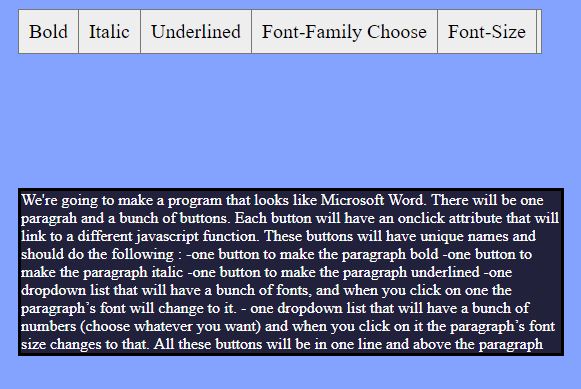 Bold Italic Underlined Font-Family Choose Font-Size
We're going to make a program that looks like Microsoft Word. There will be one
paragrah and a bunch of buttons. Each button will have an onclick attribute that will
link to a different javascript function. These buttons will have unique names and
should do the following : -one button to make the paragraph bold -one button to
make the paragraph italic -one button to make the paragraph underlined -one
dropdown list that will have a bunch of fonts, and when you click on one the
paragraph’s font will change to it. - one dropdown list that will have a bunch of
numbers (choose whatever you want) and when you click on it the paragraph’s font
size changes to that. All these buttons will be in one line and above the paragraph